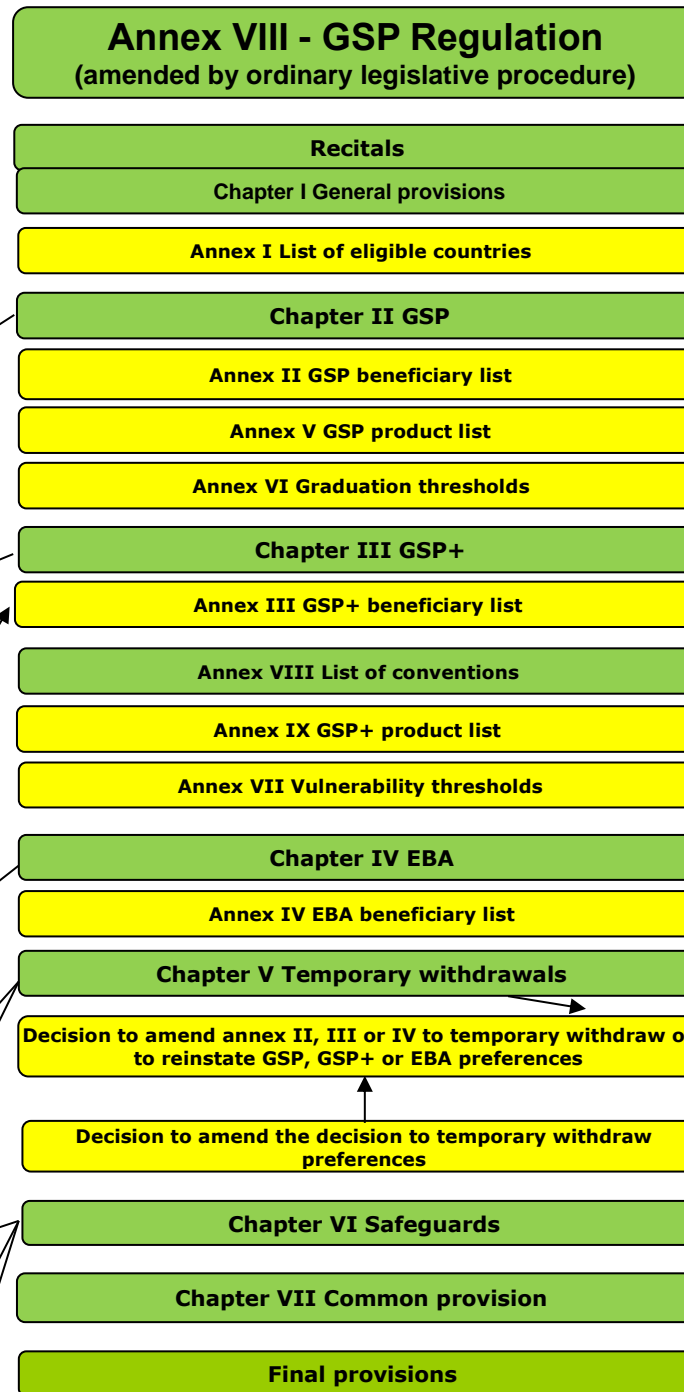 Annex VIII - GSP Regulation
(amended by ordinary legislative procedure)
Recitals
Chapter I General provisions
Annex I List of eligible countries
Chapter II GSP
Annex II GSP beneficiary list
Annex V GSP product list
Annex VI Graduation thresholds
Chapter III GSP+
Annex III GSP+ beneficiary list
Annex VIII List of conventions
Annex IX GSP+ product list
Annex VII Vulnerability thresholds
Chapter IV EBA
Annex IV EBA beneficiary list
Chapter V Temporary withdrawals
Decision to amend annex II, III or IV to temporary withdraw o
to reinstate GSP, GSP+ or EBA preferences
Decision to amend the decision to temporary withdraw
preferences
Chapter VI Safeguards
Chapter VII Common provision
Final provisions